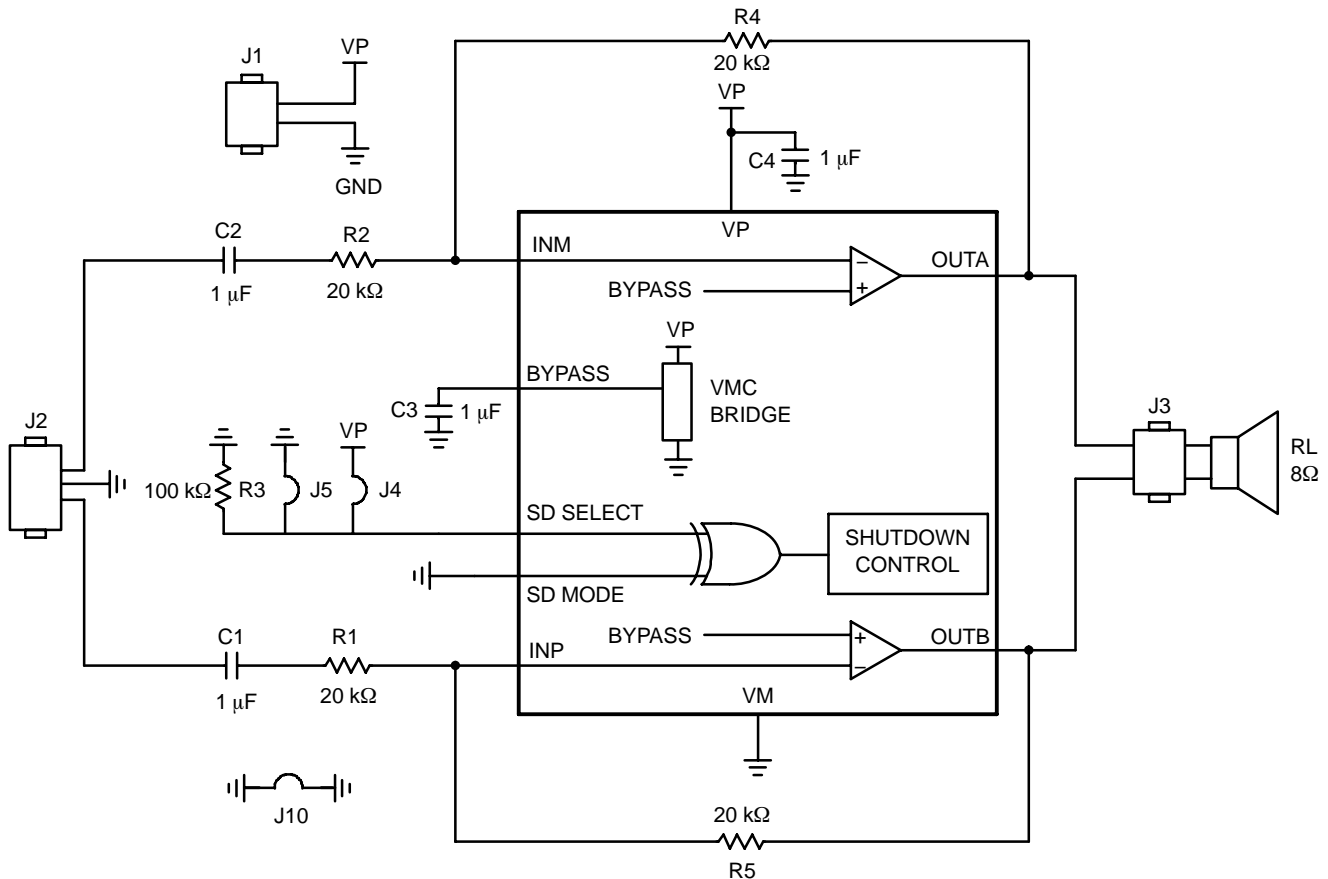 R4
20 kΩ
J1
VP
GND
VP
C4
1 μF
C2
1 μF
R2
20 kΩ
VP
INM
BYPASS
OUTA
−
+
BYPASS
C3
1 μF
VP
VMC
BRIDGE
J2
100 kΩ
R3
J5
VP
J4
SD SELECT
SD MODE
SHUTDOWN
CONTROL
J3
RL
8Ω
C1
1 μF
R1
20 kΩ
BYPASS
INP
+
−
OUTB
VM
J10
20 kΩ
R5